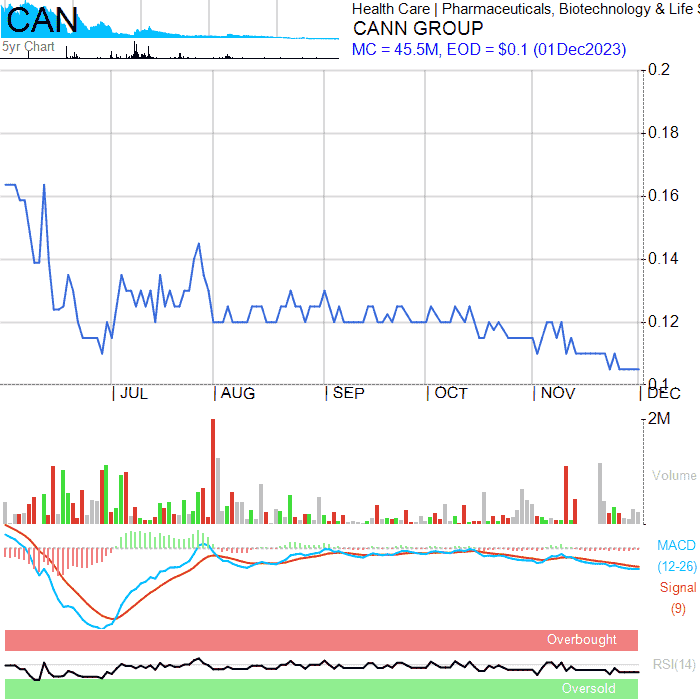 CAN
5yr Chart
Health Care | Pharmaceuticals, Biotechnology & Life S
CANN GROUP
MC = 45.5M, EOD = $0.1 (01Dec2023)
0.2
0.18
0.16
0.14
0.12
0.1
| JUL | AUG | SEP | OCT | NOV | DEC
2M
Volume
MACD
(12-26)
Signal
(9)
Overbought
RSI(14)
Oversold